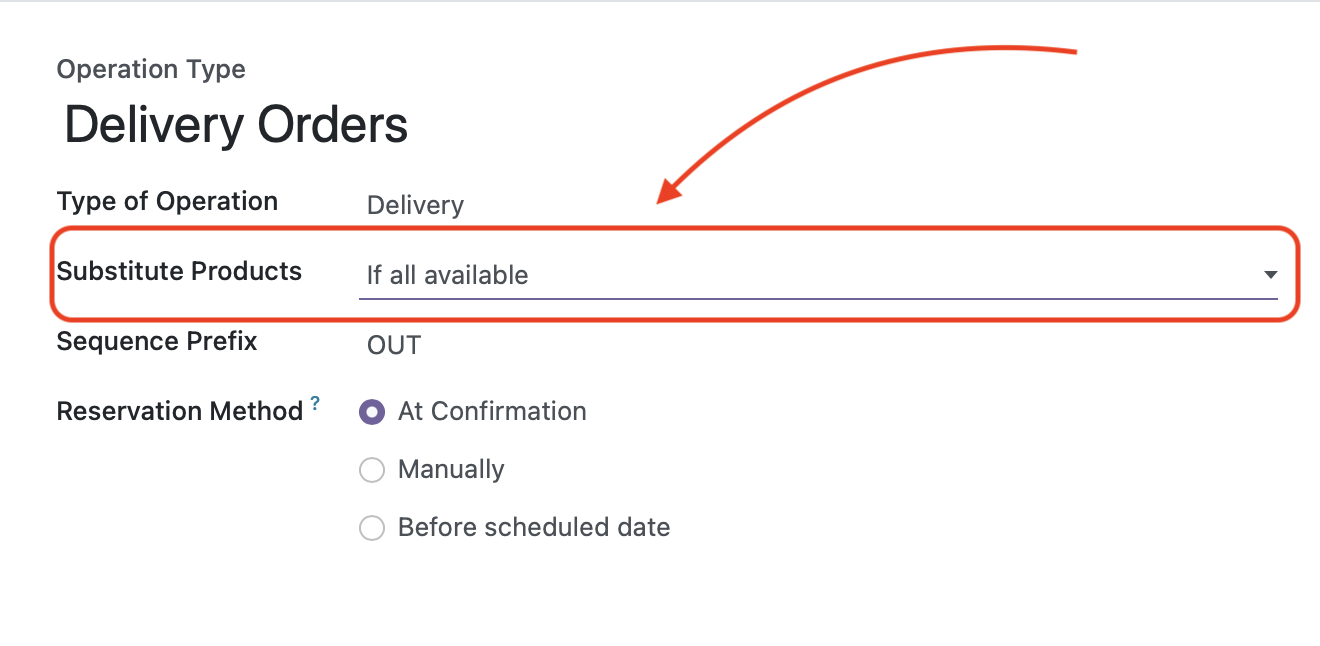 Operation Type
Delivery Orders
Type of Operation Delivery
Substitute Products If all available
Sequence Prefix OUT
Reservation Method ? At Confirmation
Manually
Before scheduled date